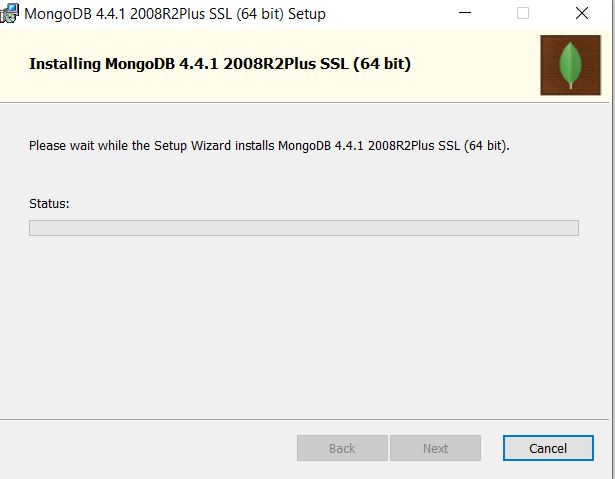 MongoDB 4.4.1 2008R2Plus SSL (64 bit) Setup
Installing MongoDB 4.4.1 2008R2Plus SSL (64 bit)
Please wait while the Setup Wizard installs MongoDB 4.4.1 2008R2Plus SSL (64 bit).
Status:
Back Next Cancel